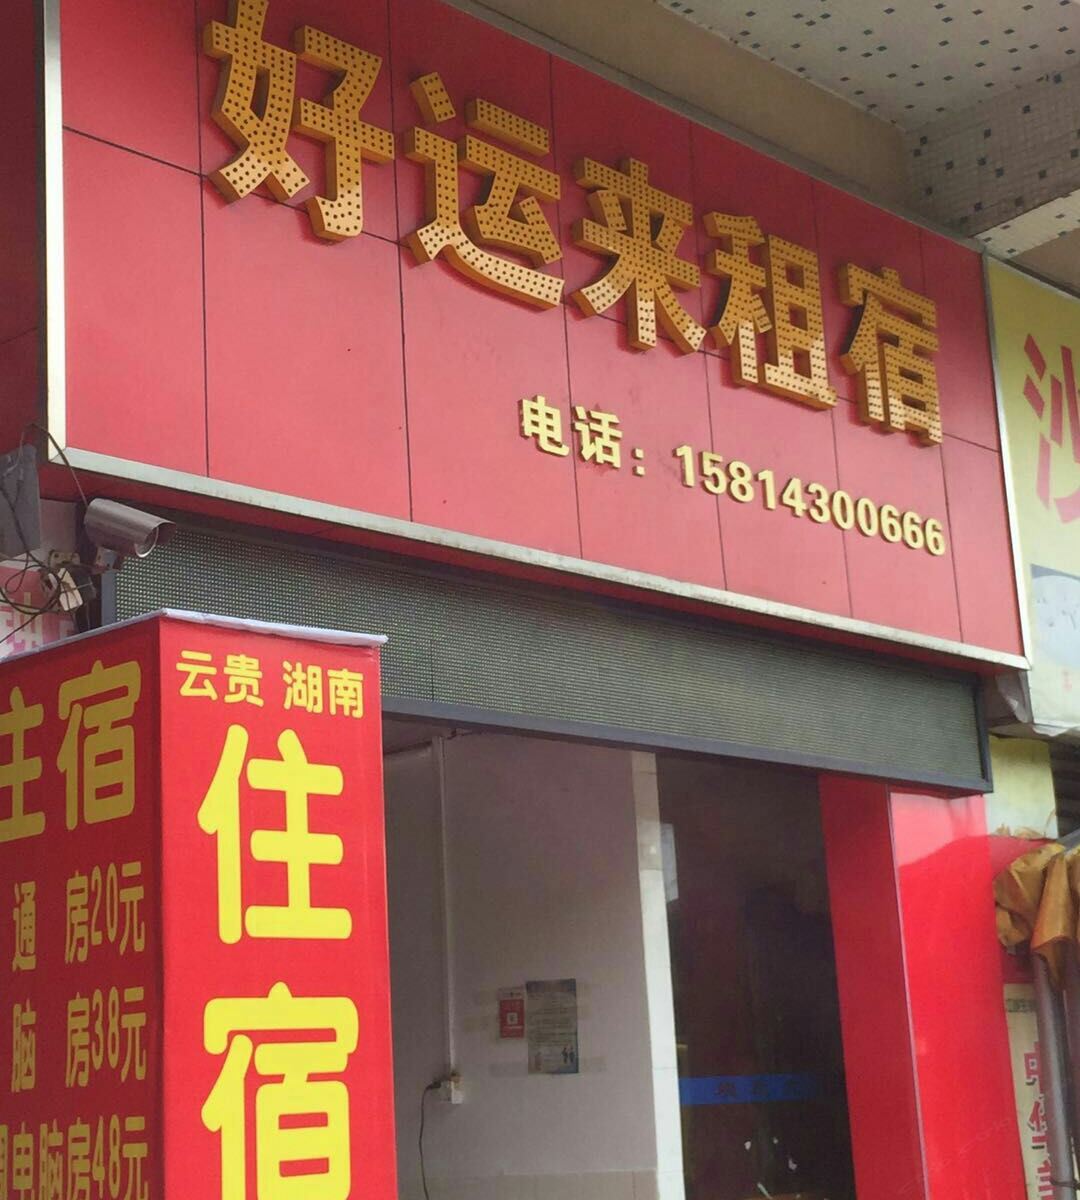 好运来租宿
电话：15814300666
云贵 湖南
住宿
住宿
通 房20元
脑 房38元
电脑房48元
沙